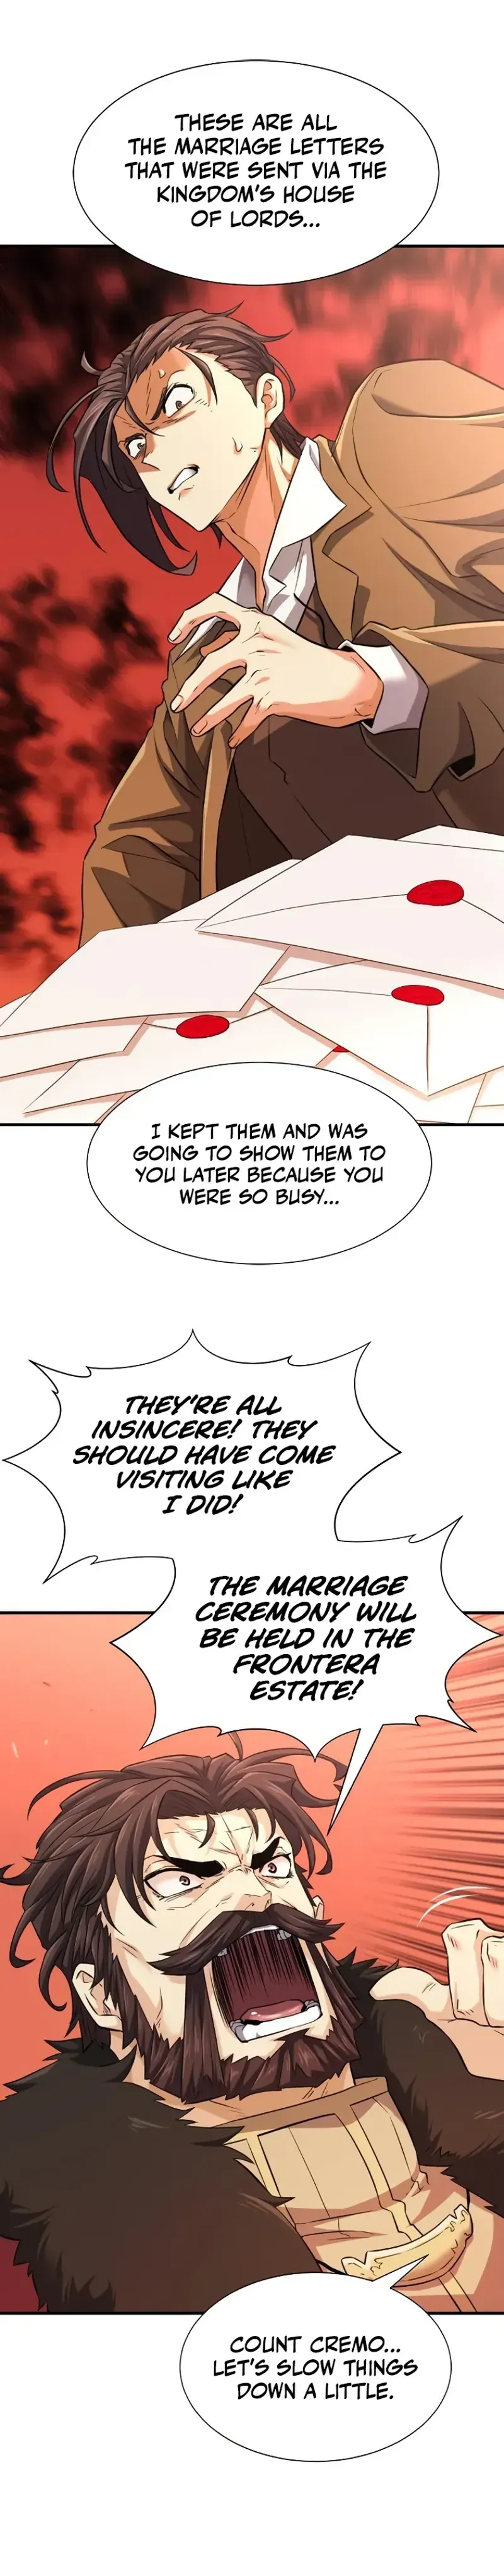 THESE ARE ALL
THE MARRIAGE LETTERS
THAT WERE SENT VIA THE
KINGDOM'S HOUSE
OF LORDS...
I KEPT THEM AND WAS
GOING TO SHOW THEM TO
YOU LATER BECAUSE YOU
WERE SO BUSY...
THEY'RE ALL
INSINCERE! THEY
SHOULD HAVE COME
VISITING LIKE
I DID!
THE MARRIAGE
CEREMONY WILL
BE HELD IN THE
FRONTERA
ESTATE!
COUNT CREMO...
LET'S SLOW THINGS
DOWN A LITTLE.